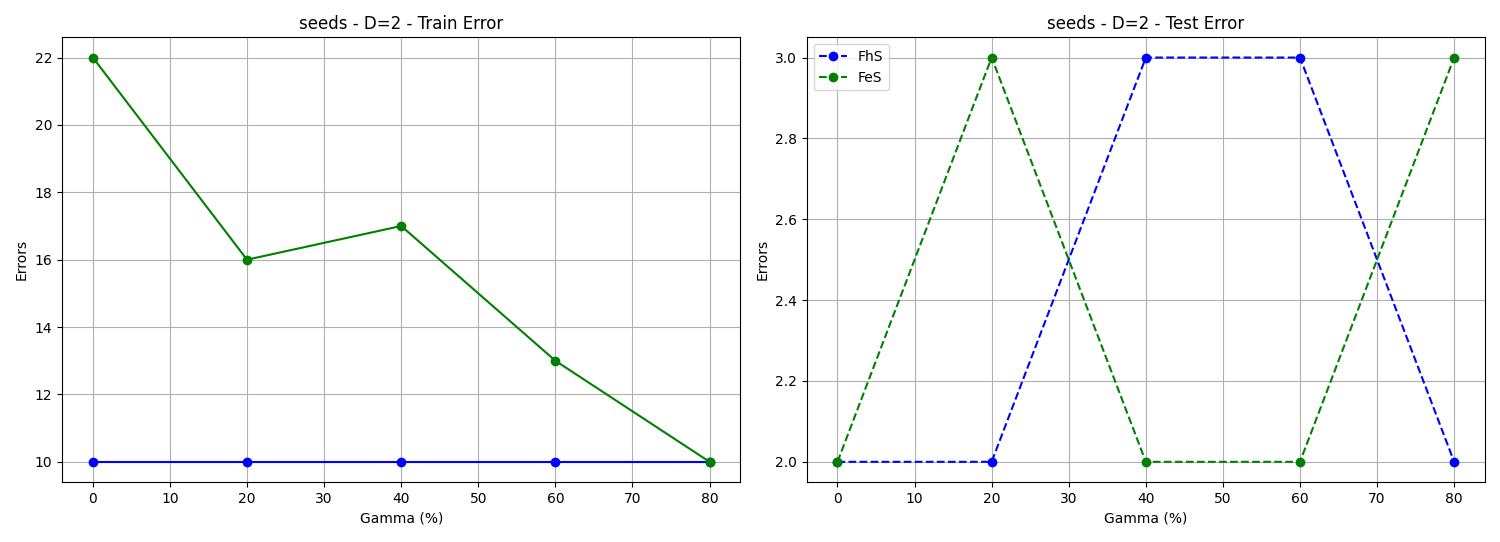 seeds - D=2 - Train Error
22
20
18
16
14
12
10
Errors
0 10 20 30 40 50 60 70 80
Gamma (%)
seeds - D=2 - Test Error
FhS
FeS
3.0
2.8
2.6
2.4
2.2
2.0
Errors
0 10 20 30 40 50 60 70 80
Gamma (%)